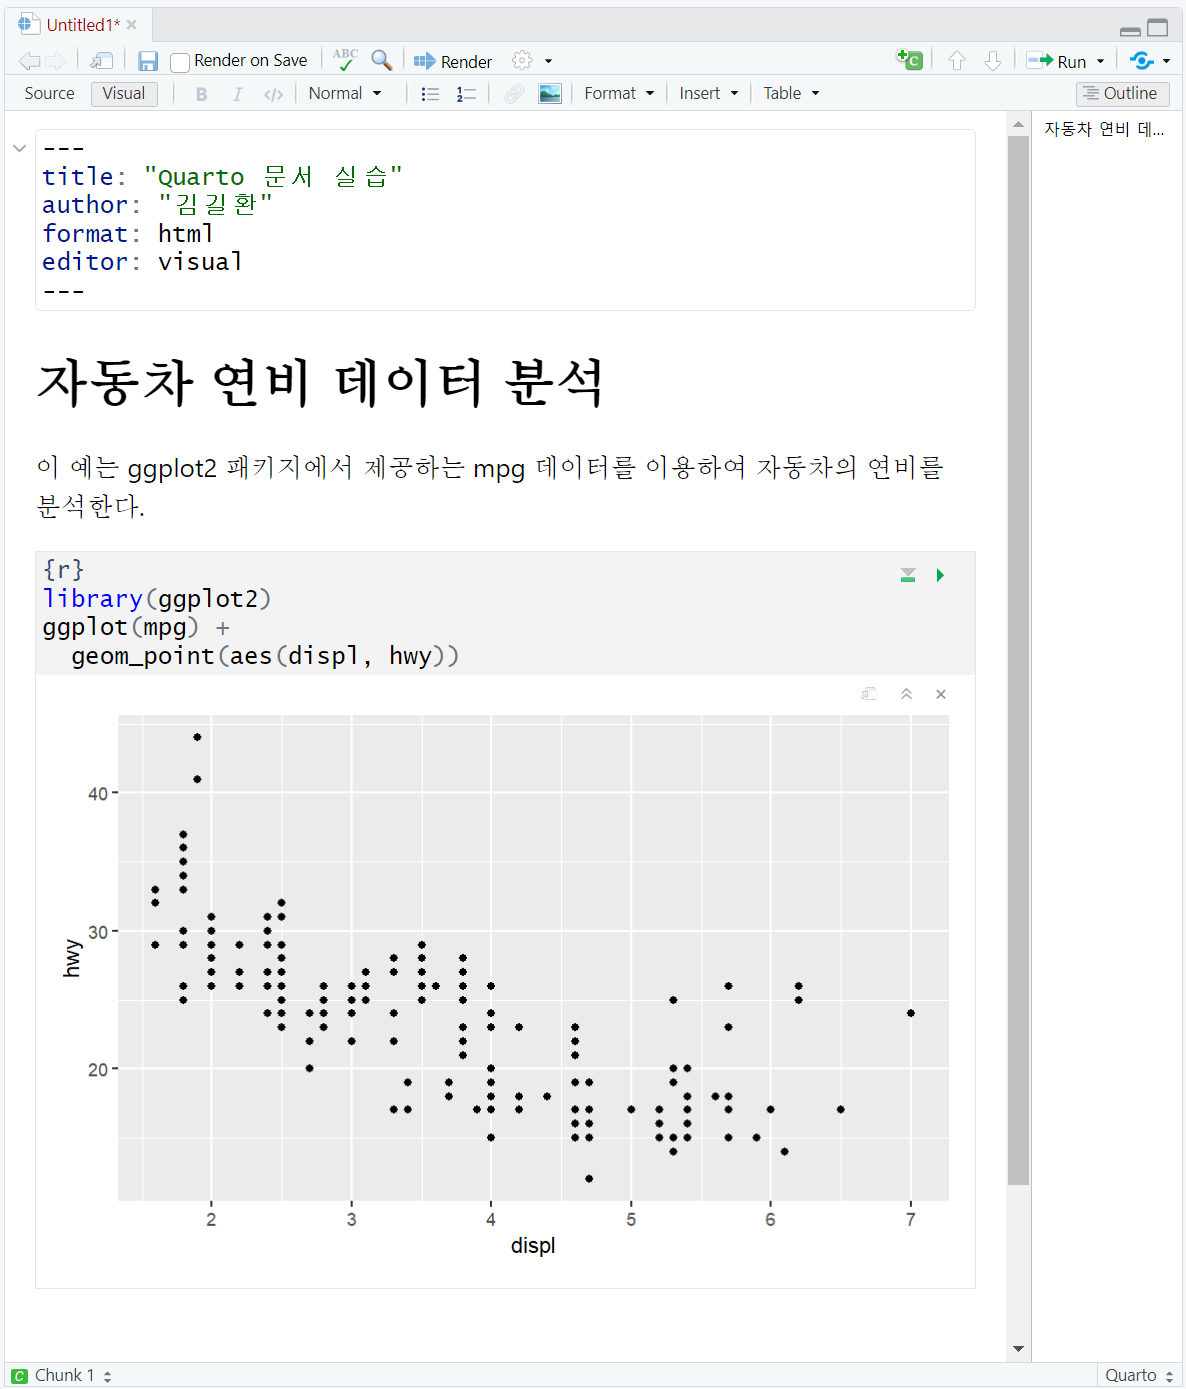 Untitled1*
Render on Save
ABC
Render
Run
Source
Visual
B
I
</>
Normal
Format
Insert
Table
Outline
자동차 연비 데...
---
title: "Quarto 문서 실습"
author: "김길환"
format: html
editor: visual
---
자동차 연비 데이터 분석
이 예는 ggplot2 패키지에서 제공하는 mpg 데이터를 이용하여 자동차의 연비를
분석한다.
{r}
library(ggplot2)
ggplot(mpg) +
  geom_point(aes(displ, hwy))
40
30
20
hwy
2 3 4 5 6 7
displ
C Chunk 1
Quarto